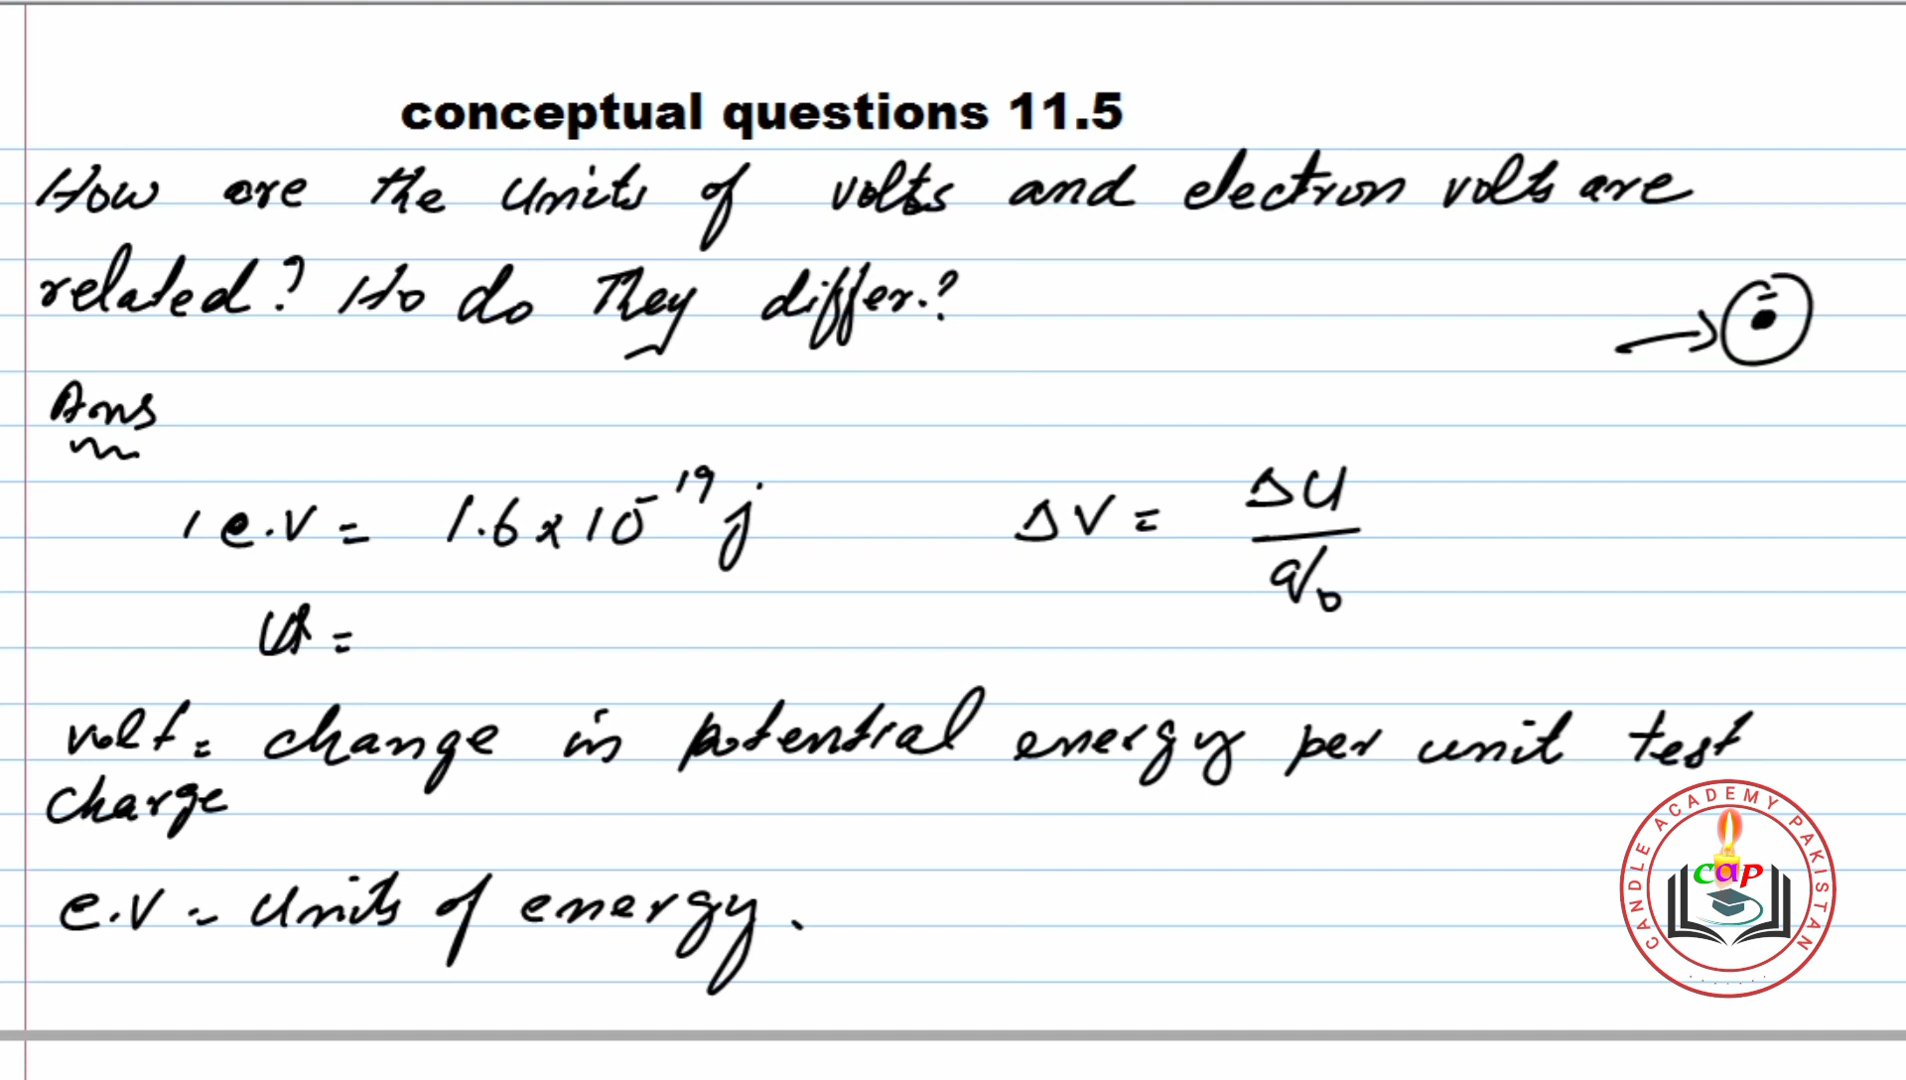 conceptual questions 11.5
How are the units of volts and electron volts are
related? Ho do They differ.?
Ans
1 e.V = 1.6 x 10⁻¹⁹ j
ΔV = ΔU / q₀
volt = change in potential energy per unit test
charge
e.V = units of energy.
CANDLE ACADEMY PAKISTAN
cap